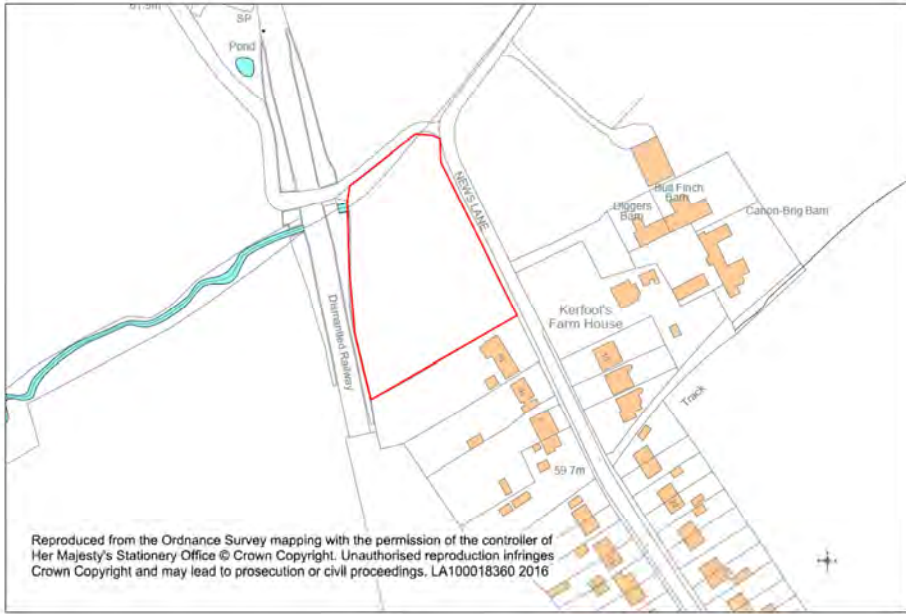 SP
Pond
NEWS LANE
Bull Finch
Barn
Diggers
Barn
Canon-Brig Barn
Kerfoot's
Farm House
Dismantled Railway
Track
59.7m
Reproduced from the Ordnance Survey mapping with the permission of the controller of
Her Majesty's Stationery Office © Crown Copyright. Unauthorised reproduction infringes
Crown Copyright and may lead to prosecution or civil proceedings. LA100018360 2016